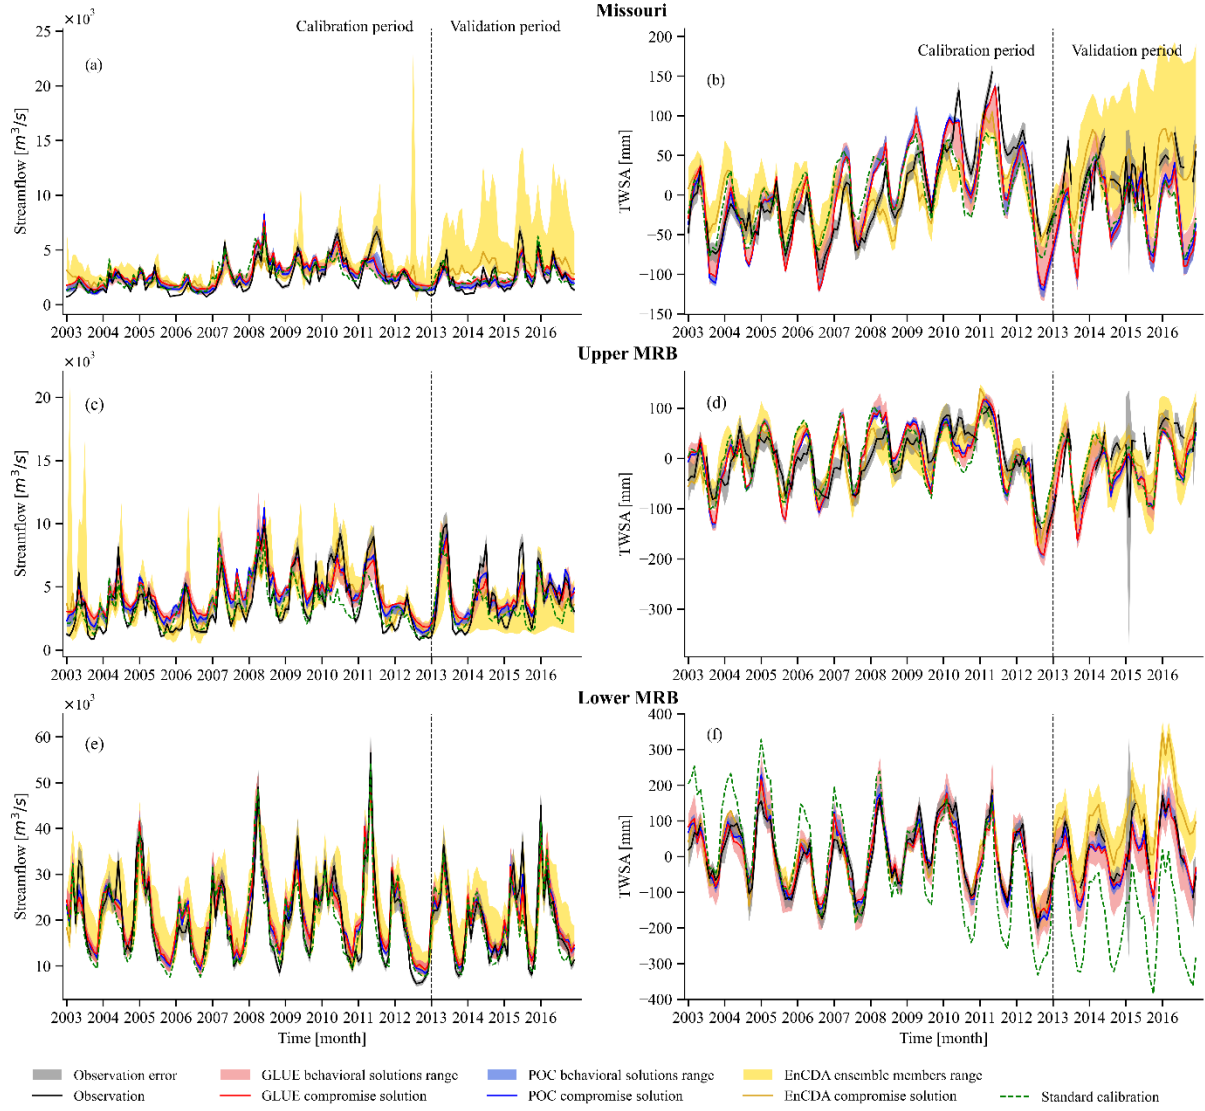 Missouri
×10³
Calibration period
Validation period
(a)
Streamflow [m³/s]
25
20
15
10
5
0
2003 2004 2005 2006 2007 2008 2009 2010 2011 2012 2013 2014 2015 2016
Calibration period
Validation period
(b)
TWSA [mm]
200
150
100
50
0
−50
−100
−150
2003 2004 2005 2006 2007 2008 2009 2010 2011 2012 2013 2014 2015 2016
Upper MRB
×10³
(c)
Streamflow [m³/s]
20
15
10
5
0
2003 2004 2005 2006 2007 2008 2009 2010 2011 2012 2013 2014 2015 2016
(d)
TWSA [mm]
100
0
−100
−200
−300
2003 2004 2005 2006 2007 2008 2009 2010 2011 2012 2013 2014 2015 2016
Lower MRB
×10³
(e)
Streamflow [m³/s]
60
50
40
30
20
10
2003 2004 2005 2006 2007 2008 2009 2010 2011 2012 2013 2014 2015 2016
Time [month]
(f)
TWSA [mm]
400
300
200
100
0
−100
−200
−300
−400
2003 2004 2005 2006 2007 2008 2009 2010 2011 2012 2013 2014 2015 2016
Time [month]
Observation error
GLUE behavioral solutions range
POC behavioral solutions range
EnCDA ensemble members range
Observation
GLUE compromise solution
POC compromise solution
EnCDA compromise solution
Standard calibration